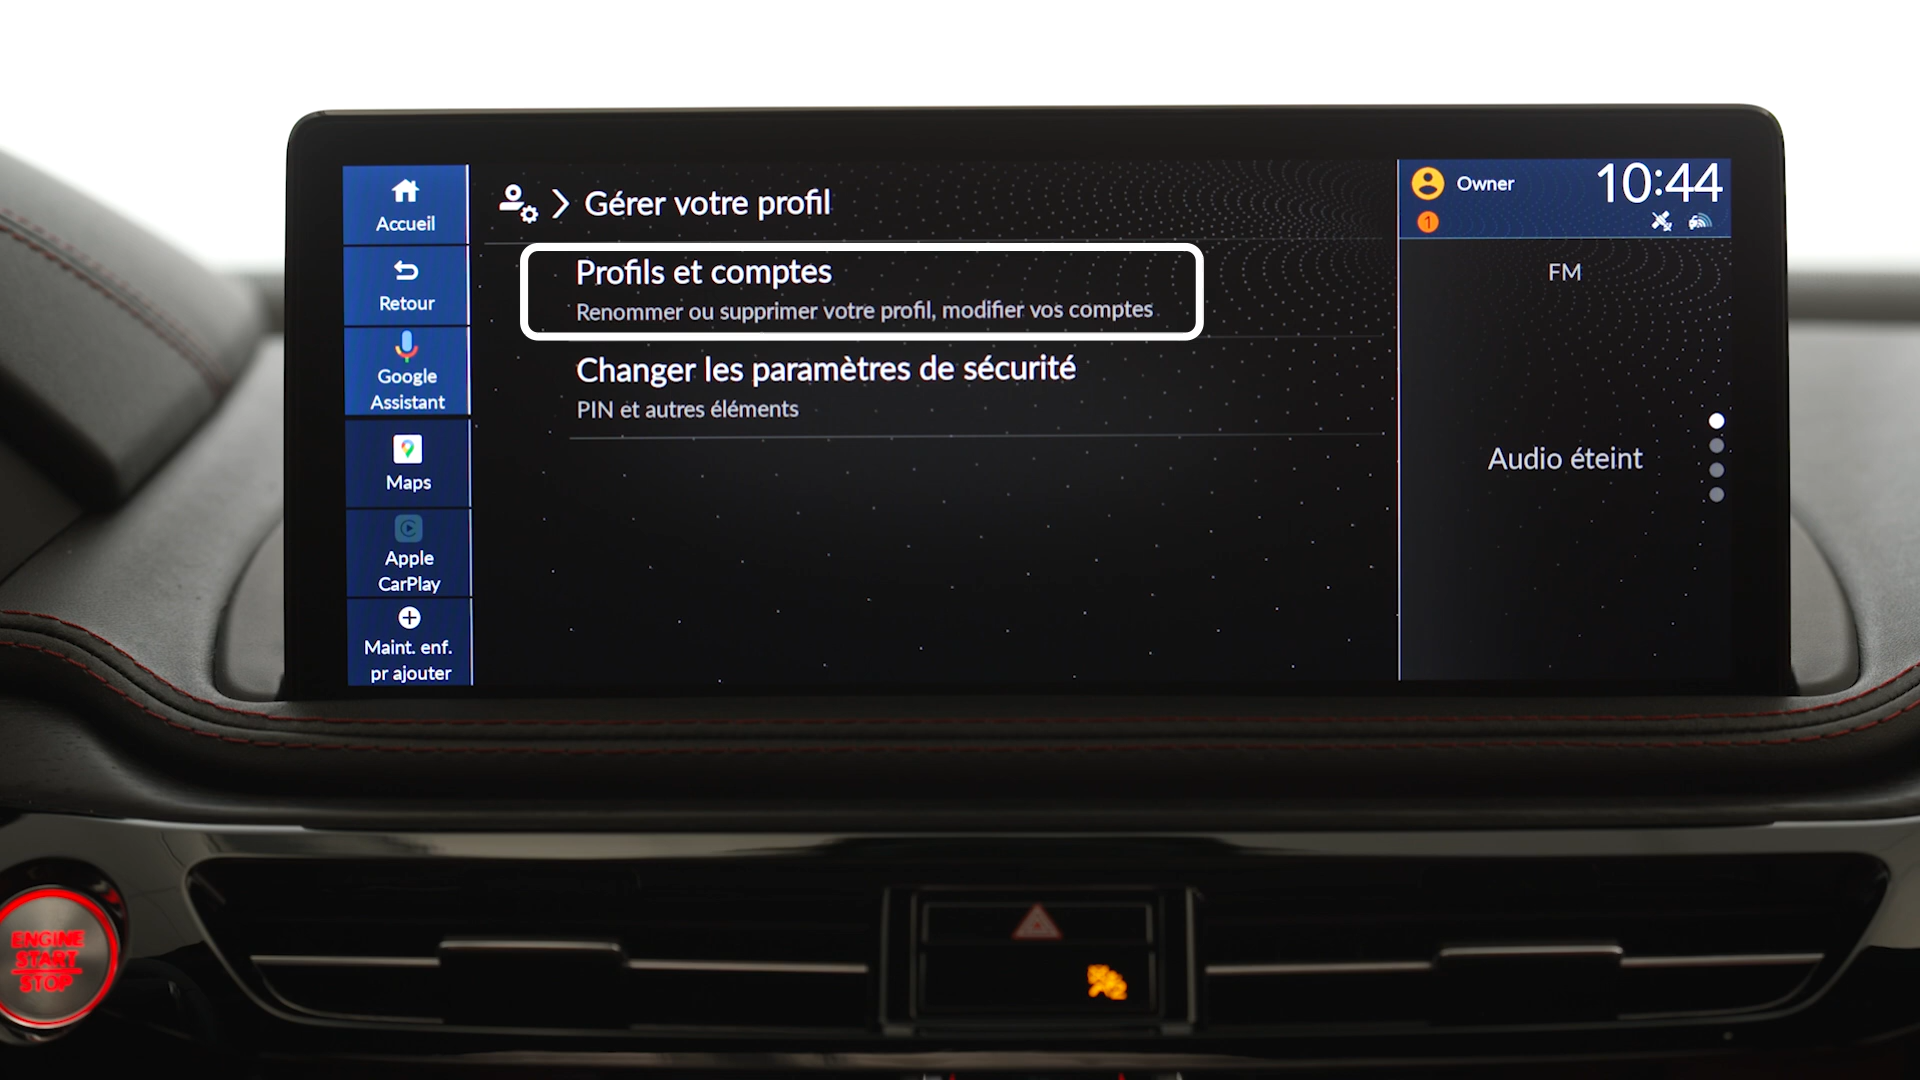 Accueil
Retour
Google
Assistant
Maps
Apple
CarPlay
Maint. enf.
pr ajouter
Gérer votre profil
Profils et comptes
Renommer ou supprimer votre profil, modifier vos comptes
Changer les paramètres de sécurité
PIN et autres éléments
Owner
10:44
1
FM
Audio éteint
ENGINE
START
STOP